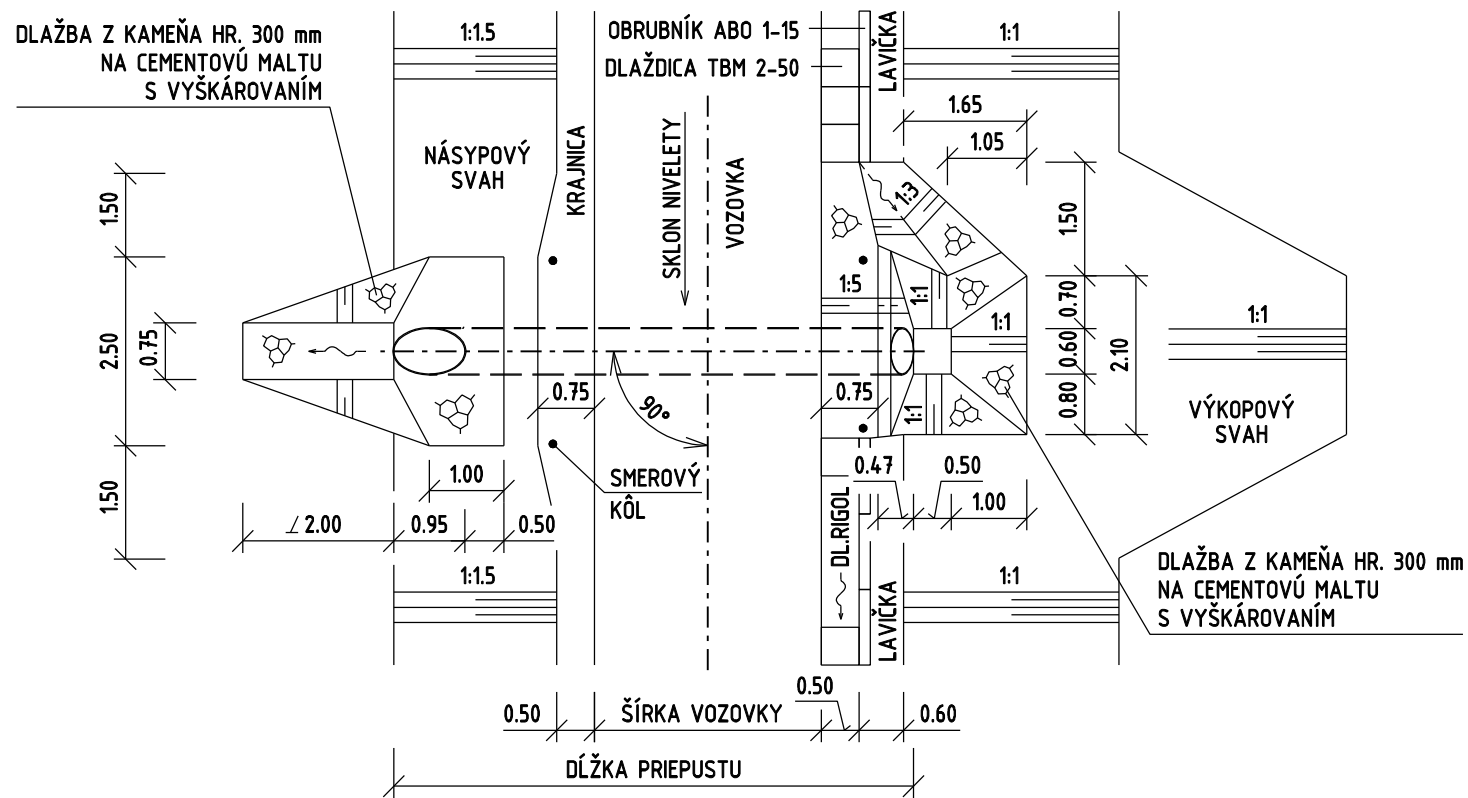 DLAŽBA Z KAMEŇA HR. 300 mm
NA CEMENTOVÚ MALTU
S VYŠKÁROVANÍM
1:1.5
OBRUBNÍK ABO 1-15
DLAŽDICA TBM 2-50
LAVIČKA
1:1
1.65
1.05
NÁSYPOVÝ
SVAH
KRAJNICA
SKLON NIVELETY
VOZOVKA
1:3
1.50
1.50
1:5
1:1
0.70
1:1
1:1
2.50
0.75
0.60
2.10
0.75
90°
0.75
1:1
0.80
VÝKOPOVÝ
SVAH
1.50
1.00
SMEROVÝ
KÔL
0.47
0.50
1.00
⊥2.00
0.95
0.50
DL.RIGOL
1:1.5
LAVIČKA
1:1
DLAŽBA Z KAMEŇA HR. 300 mm
NA CEMENTOVÚ MALTU
S VYŠKÁROVANÍM
0.50
ŠÍRKA VOZOVKY
0.50
0.60
DĹŽKA PRIEPUSTU